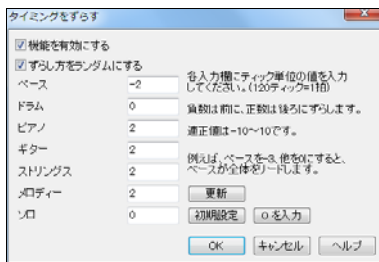 タイミングをずらす
機能を有効にする
ずらし方をランダムにする
ベース -2
ドラム 0
ピアノ 2
ギター 2
ストリングス 2
メロディー 2
ソロ 0
各入力欄にティック単位の値を入力
してください。(120ティック=1拍)
負数は前に、正数は後ろにずらします。
適正値は-10～10です。
例えば、ベースを-3、他を0にすると、
ベースが全体をリードします。
更新
初期設定 0を入力
OK キャンセル ヘルプ